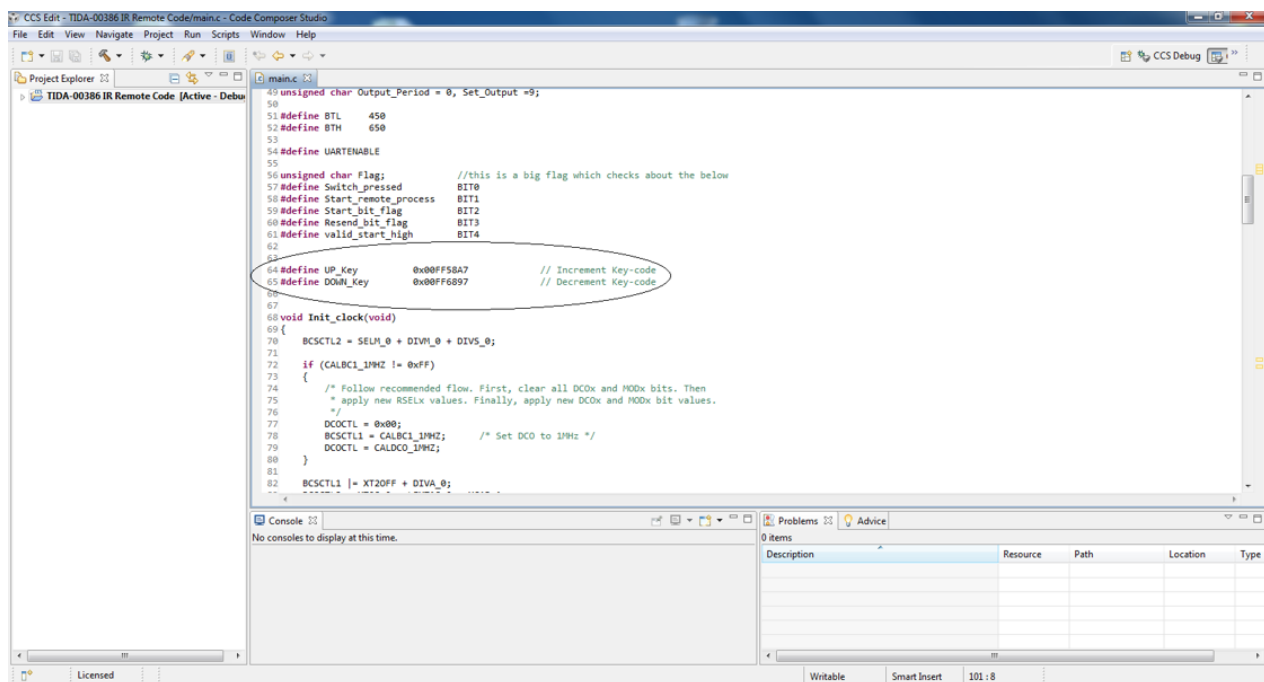 CCS Edit - TIDA-00386 IR Remote Code/main.c - Code Composer Studio
File Edit View Navigate Project Run Scripts Window Help
CCS Debug
Project Explorer
main.c
TIDA-00386 IR Remote Code [Active - Debu
49 unsigned char Output_Period = 0, Set_Output =9;
50
51 #define BTL 450
52 #define BTH 650
53
54 #define UARTENABLE
55
56 unsigned char Flag; //this is a big flag which checks about the below
57 #define Switch_pressed BIT0
58 #define Start_remote_process BIT1
59 #define Start_bit_flag BIT2
60 #define Resend_bit_flag BIT3
61 #define valid_start_high BIT4
62
63
64 #define UP_Key 0x00FF58A7 // Increment Key-code
65 #define DOWN_Key 0x00FF6897 // Decrement Key-code
66
67
68 void Init_clock(void)
69 {
70 BCSCTL2 = SELM_0 + DIVM_0 + DIVS_0;
71
72 if (CALBC1_1MHZ != 0xFF)
73 {
74 /* Follow recommended flow. First, clear all DCOx and MODx bits. Then
75 * apply new RSELx values. Finally, apply new DCOx and MODx bit values.
76 */
77 DCOCTL = 0x00;
78 BCSCTL1 = CALBC1_1MHZ; /* Set DCO to 1MHz */
79 DCOCTL = CALDCO_1MHZ;
80 }
81
82 BCSCTL1 |= XT2OFF + DIVA_0;
Console
No consoles to display at this time.
Problems Advice
0 items
Description Resource Path Location Type
Licensed
Writable Smart Insert 101 : 8